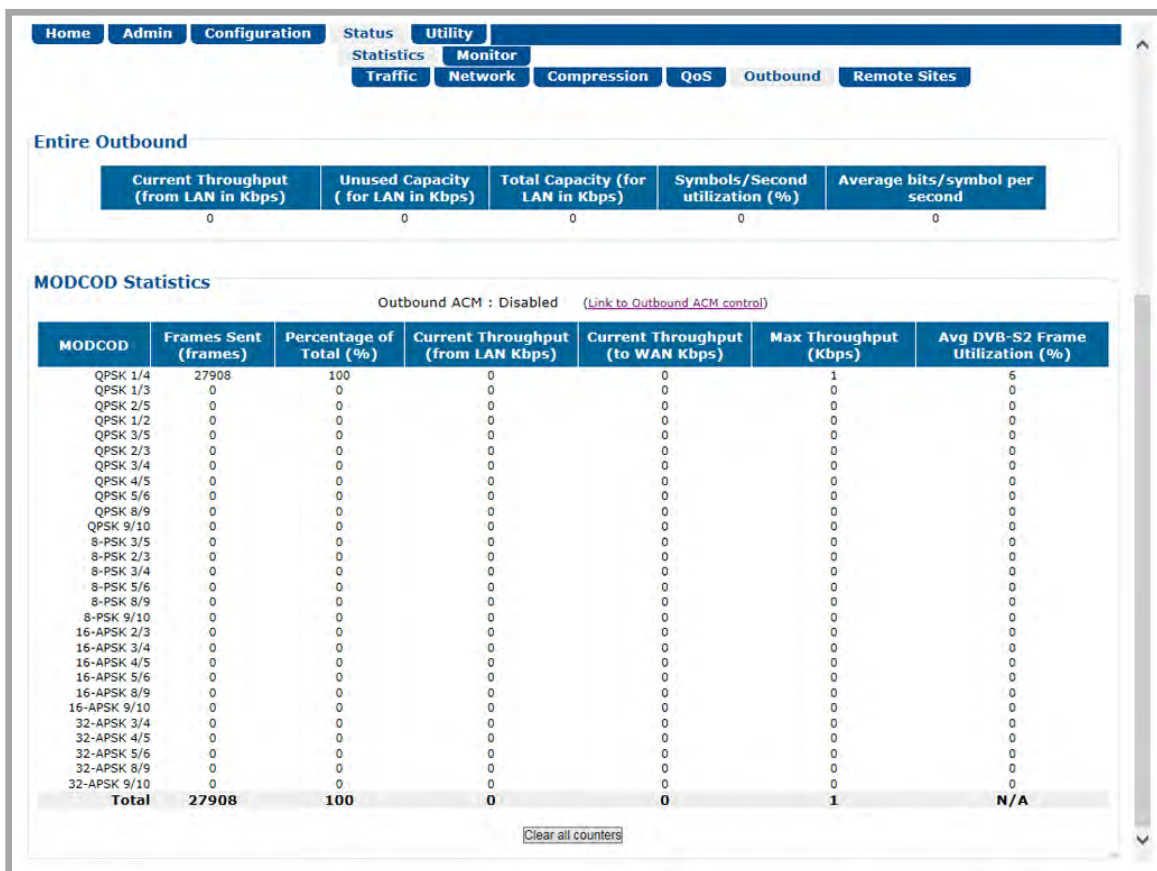 Home Admin Configuration Status Utility
Statistics Monitor
Traffic Network Compression QoS Outbound Remote Sites
Entire Outbound
Current Throughput (from LAN in Kbps) Unused Capacity ( for LAN in Kbps) Total Capacity (for LAN in Kbps) Symbols/Second utilization (%) Average bits/symbol per second
0 0 0 0 0
MODCOD Statistics
Outbound ACM : Disabled (Link to Outbound ACM control)
MODCOD Frames Sent (frames) Percentage of Total (%) Current Throughput (from LAN Kbps) Current Throughput (to WAN Kbps) Max Throughput (Kbps) Avg DVB-S2 Frame Utilization (%)
QPSK 1/4 27908 100 0 0 1 6
QPSK 1/3 0 0 0 0 0 0
QPSK 2/5 0 0 0 0 0 0
QPSK 1/2 0 0 0 0 0 0
QPSK 3/5 0 0 0 0 0 0
QPSK 2/3 0 0 0 0 0 0
QPSK 3/4 0 0 0 0 0 0
QPSK 4/5 0 0 0 0 0 0
QPSK 5/6 0 0 0 0 0 0
QPSK 8/9 0 0 0 0 0 0
QPSK 9/10 0 0 0 0 0 0
8-PSK 3/5 0 0 0 0 0 0
8-PSK 2/3 0 0 0 0 0 0
8-PSK 3/4 0 0 0 0 0 0
8-PSK 5/6 0 0 0 0 0 0
8-PSK 8/9 0 0 0 0 0 0
8-PSK 9/10 0 0 0 0 0 0
16-APSK 2/3 0 0 0 0 0 0
16-APSK 3/4 0 0 0 0 0 0
16-APSK 4/5 0 0 0 0 0 0
16-APSK 5/6 0 0 0 0 0 0
16-APSK 8/9 0 0 0 0 0 0
16-APSK 9/10 0 0 0 0 0 0
32-APSK 3/4 0 0 0 0 0 0
32-APSK 4/5 0 0 0 0 0 0
32-APSK 5/6 0 0 0 0 0 0
32-APSK 8/9 0 0 0 0 0 0
32-APSK 9/10 0 0 0 0 0 0
Total 27908 100 0 0 1 N/A
Clear all counters